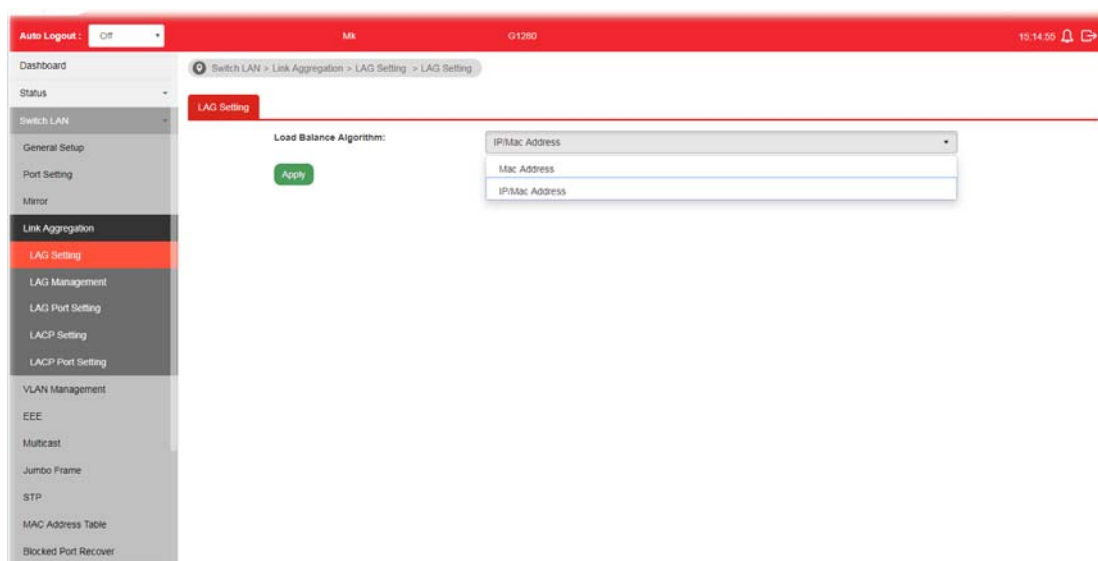 Auto Logout : Off Mk G1280 15:14:55
Dashboard
Switch LAN > Link Aggregation > LAG Setting > LAG Setting
Status
LAG Setting
Switch LAN
Load Balance Algorithm: IP/Mac Address
General Setup
Port Setting
Apply
Mac Address
IP/Mac Address
Mirror
Link Aggregation
LAG Setting
LAG Management
LAG Port Setting
LACP Setting
LACP Port Setting
VLAN Management
EEE
Multicast
Jumbo Frame
STP
MAC Address Table
Blocked Port Recover